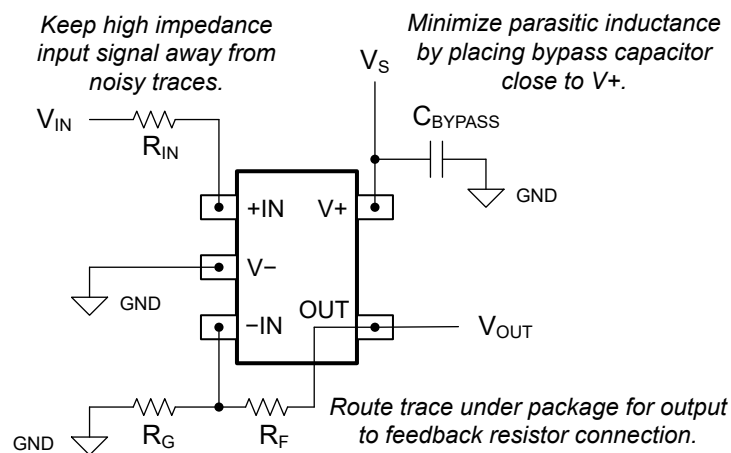 Keep high impedance
input signal away from
noisy traces.
Minimize parasitic inductance
by placing bypass capacitor
close to V+.
VS
VIN
RIN
CBYPASS
GND
+IN
V+
V−
GND
OUT
−IN
VOUT
GND
RG
RF
Route trace under package for output
to feedback resistor connection.